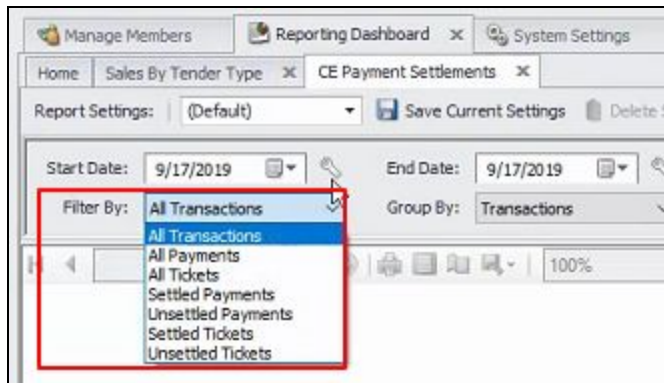 Manage Members Reporting Dashboard × System Settings
Home Sales By Tender Type × CE Payment Settlements ×
Report Settings: (Default) Save Current Settings Delete
Start Date: 9/17/2019 End Date: 9/17/2019
Filter By: All Transactions Group By: Transactions
All Transactions
All Payments
All Tickets
100%
Settled Payments
Unsettled Payments
Settled Tickets
Unsettled Tickets